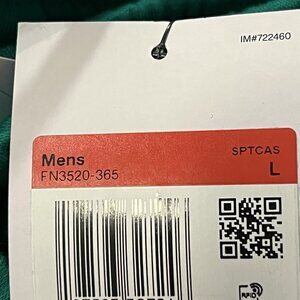 IM#722460
Mens
SPTCAS
FN3520-365
L
RFID